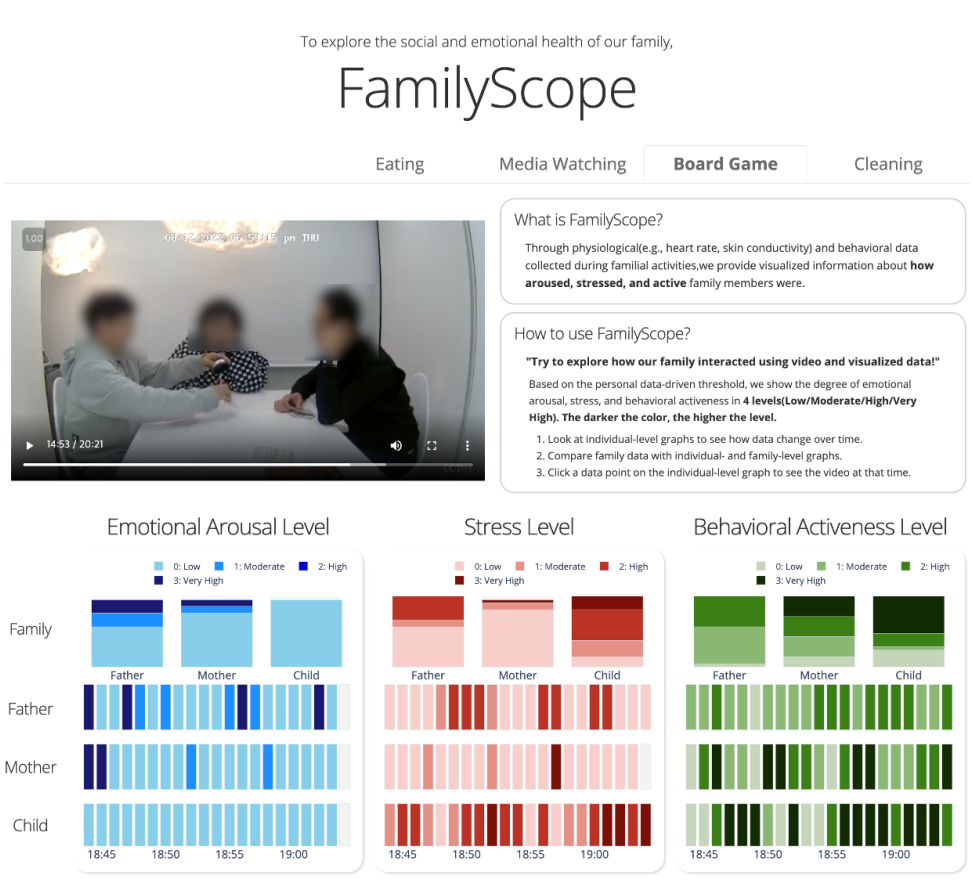 To explore the social and emotional health of our family,
FamilyScope
Eating
Media Watching
Board Game
Cleaning
1.00
pm THU
14:53 / 20:21
What is FamilyScope?
Through physiological(e.g., heart rate, skin conductivity) and behavioral data
collected during familial activities,we provide visualized information about how
aroused, stressed, and active family members were.
How to use FamilyScope?
"Try to explore how our family interacted using video and visualized data!"
Based on the personal data-driven threshold, we show the degree of emotional
arousal, stress, and behavioral activeness in 4 levels(Low/Moderate/High/Very
High). The darker the color, the higher the level.
1. Look at individual-level graphs to see how data change over time.
2. Compare family data with individual- and family-level graphs.
3. Click a data point on the individual-level graph to see the video at that time.
Emotional Arousal Level
Stress Level
Behavioral Activeness Level
0: Low 1: Moderate 2: High
3: Very High
0: Low 1: Moderate 2: High
3: Very High
0: Low 1: Moderate 2: High
3: Very High
Family
Father Mother Child
Father Mother Child
Father Mother Child
Father
Mother
Child
18:45 18:50 18:55 19:00
18:45 18:50 18:55 19:00
18:45 18:50 18:55 19:00